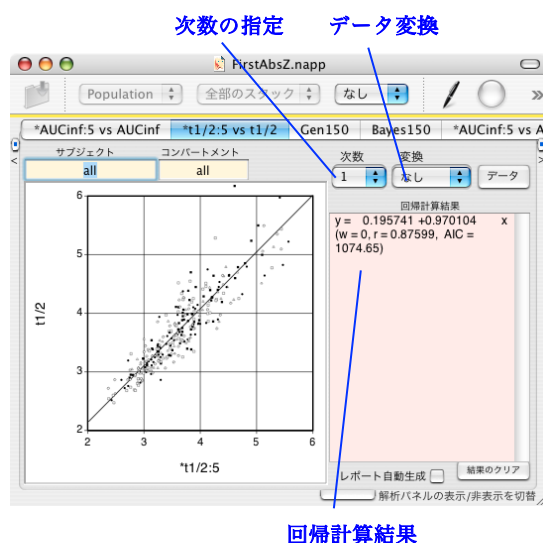 次数の指定 データ変換
FirstAbsZ.napp
Population 全部のスタック なし »
*AUCinf:5 vs AUCinf *t1/2:5 vs t1/2 Gen150 Bayes150 *AUCinf:5 vs A
サブジェクト コンパートメント 次数 変換
all all 1 なし データ
回帰計算結果
y = 0.195741 +0.970104 x
(w = 0, r = 0.87599, AIC =
1074.65)
6
5
4
3
2
t1/2
2 3 4 5 6
*t1/2:5
レポート自動生成 結果のクリア
解析パネルの表示/非表示を切替
回帰計算結果